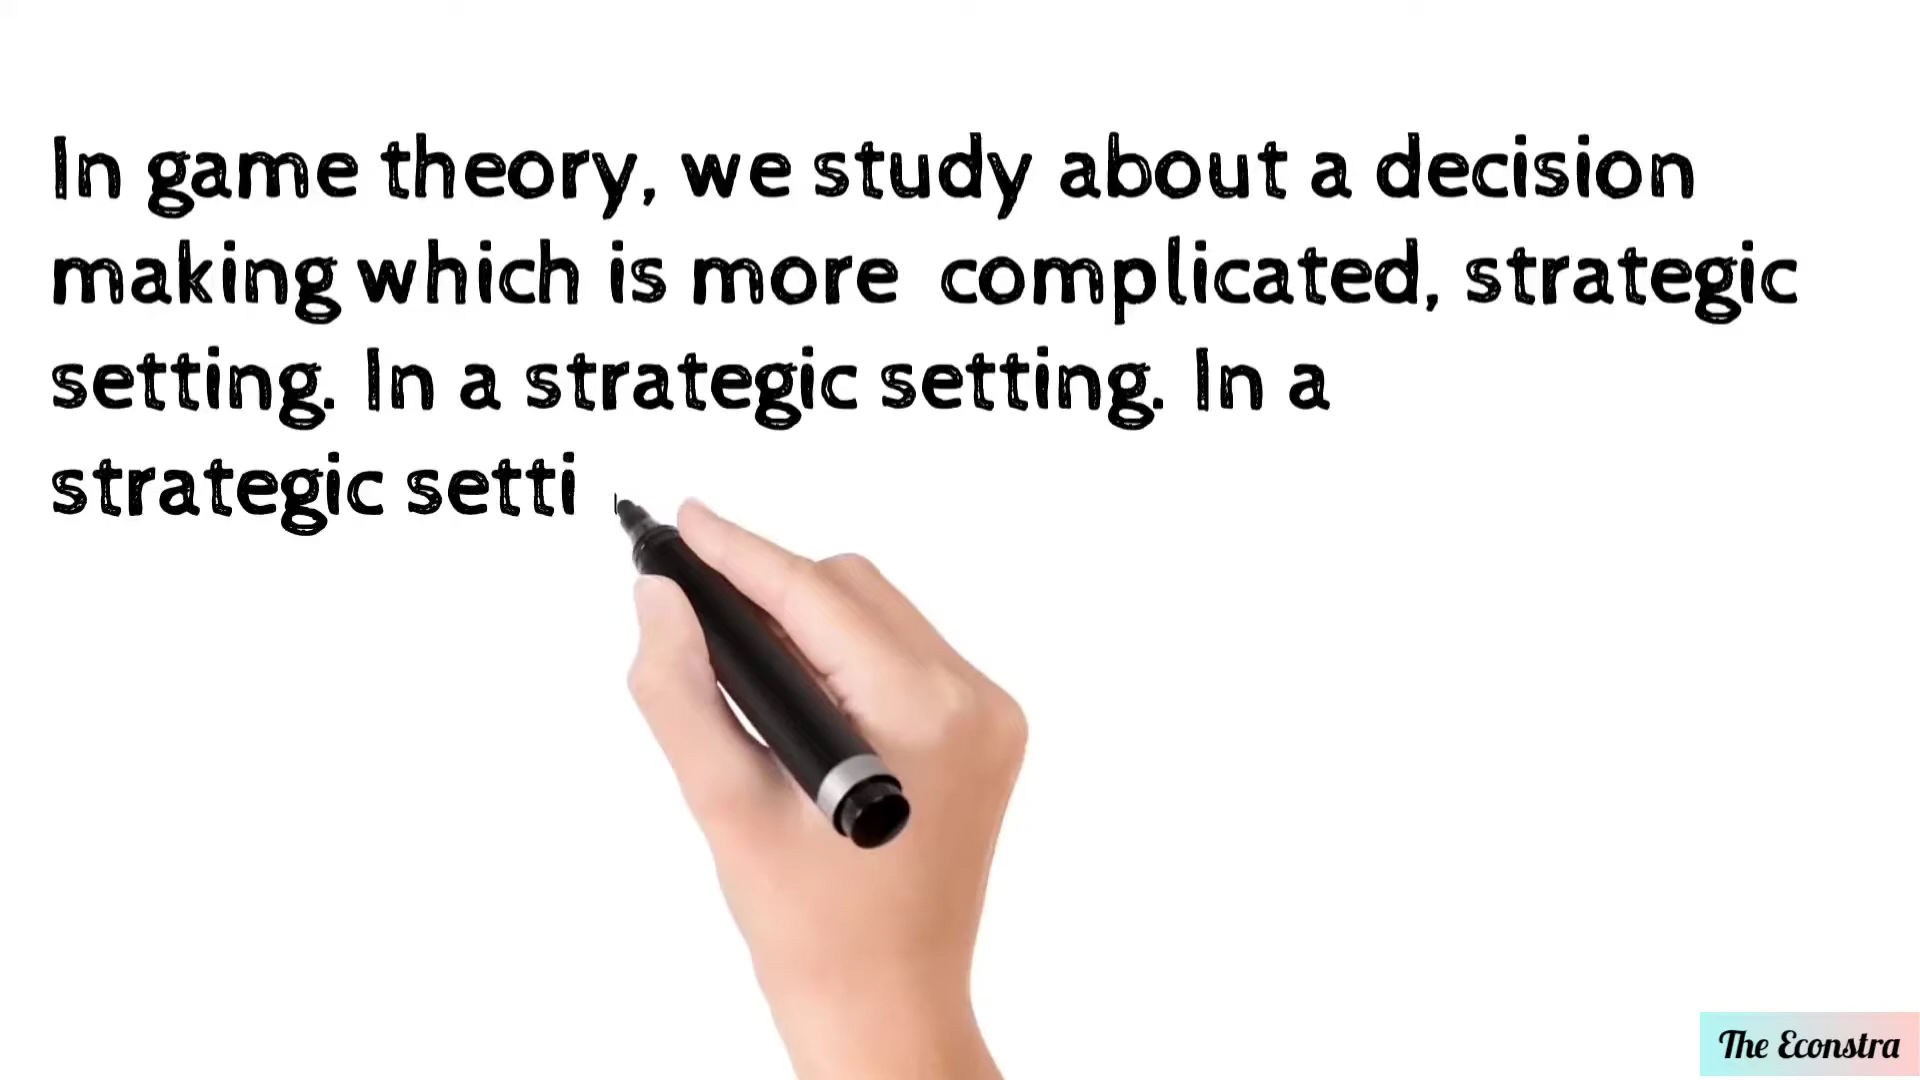 In game theory, we study about a decision
making which is more complicated, strategic
setting. In a strategic setting. In a
strategic setti
The Econstra